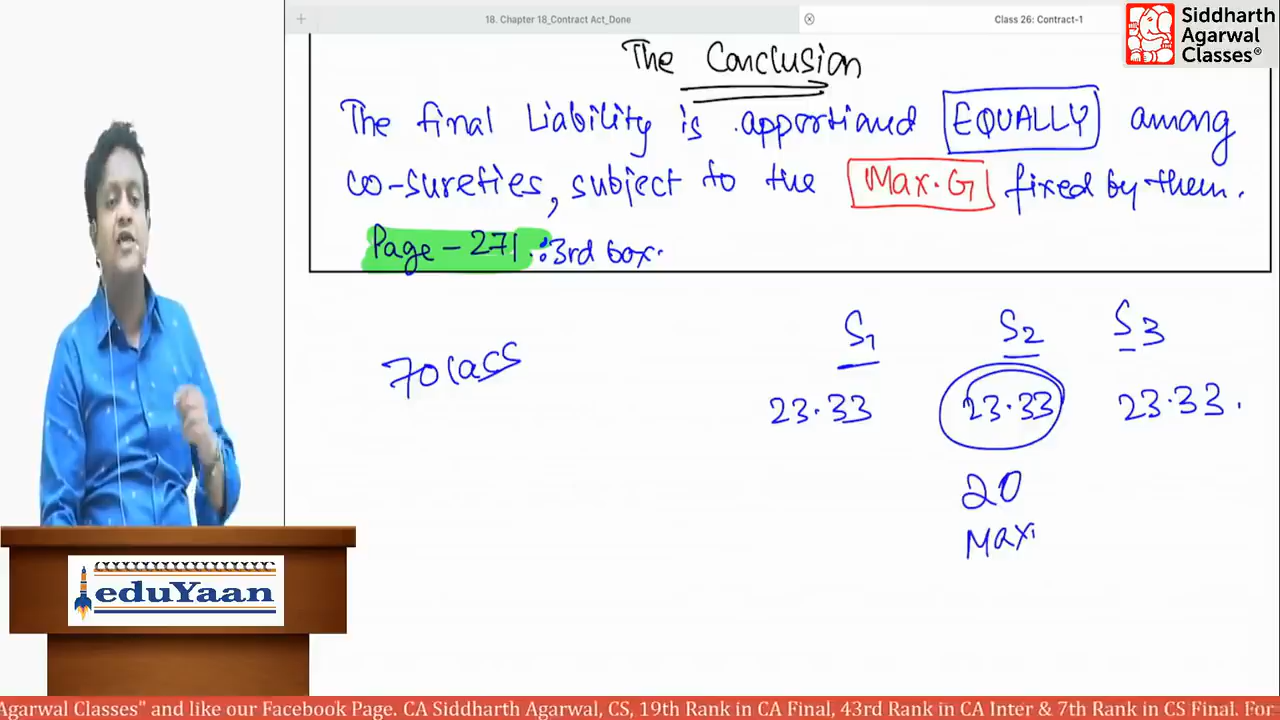 18. Chapter 18_Contract Act_Done
Class 26: Contract-1
Siddharth
Agarwal
Classes®
The Conclusion
The final Liability is apportioned EQUALLY among
co-sureties, subject to the Max. G fixed by them.
Page - 271 : 3rd box.
S1 S2 S3
70 lacs
23.33 23.33 23.33.
20
Max
eduYaan
Agarwal Classes" and like our Facebook Page. CA Siddharth Agarwal, CS, 19th Rank in CA Final, 43rd Rank in CA Inter & 7th Rank in CS Final. For